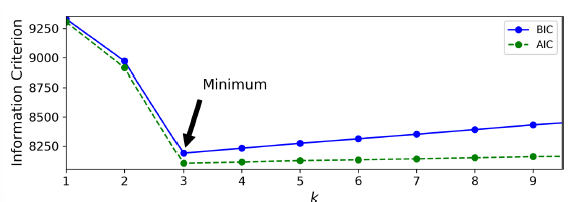 BIC
AIC
Minimum
Information Criterion
9250
9000
8750
8500
8250
1 2 3 4 5 6 7 8 9
k